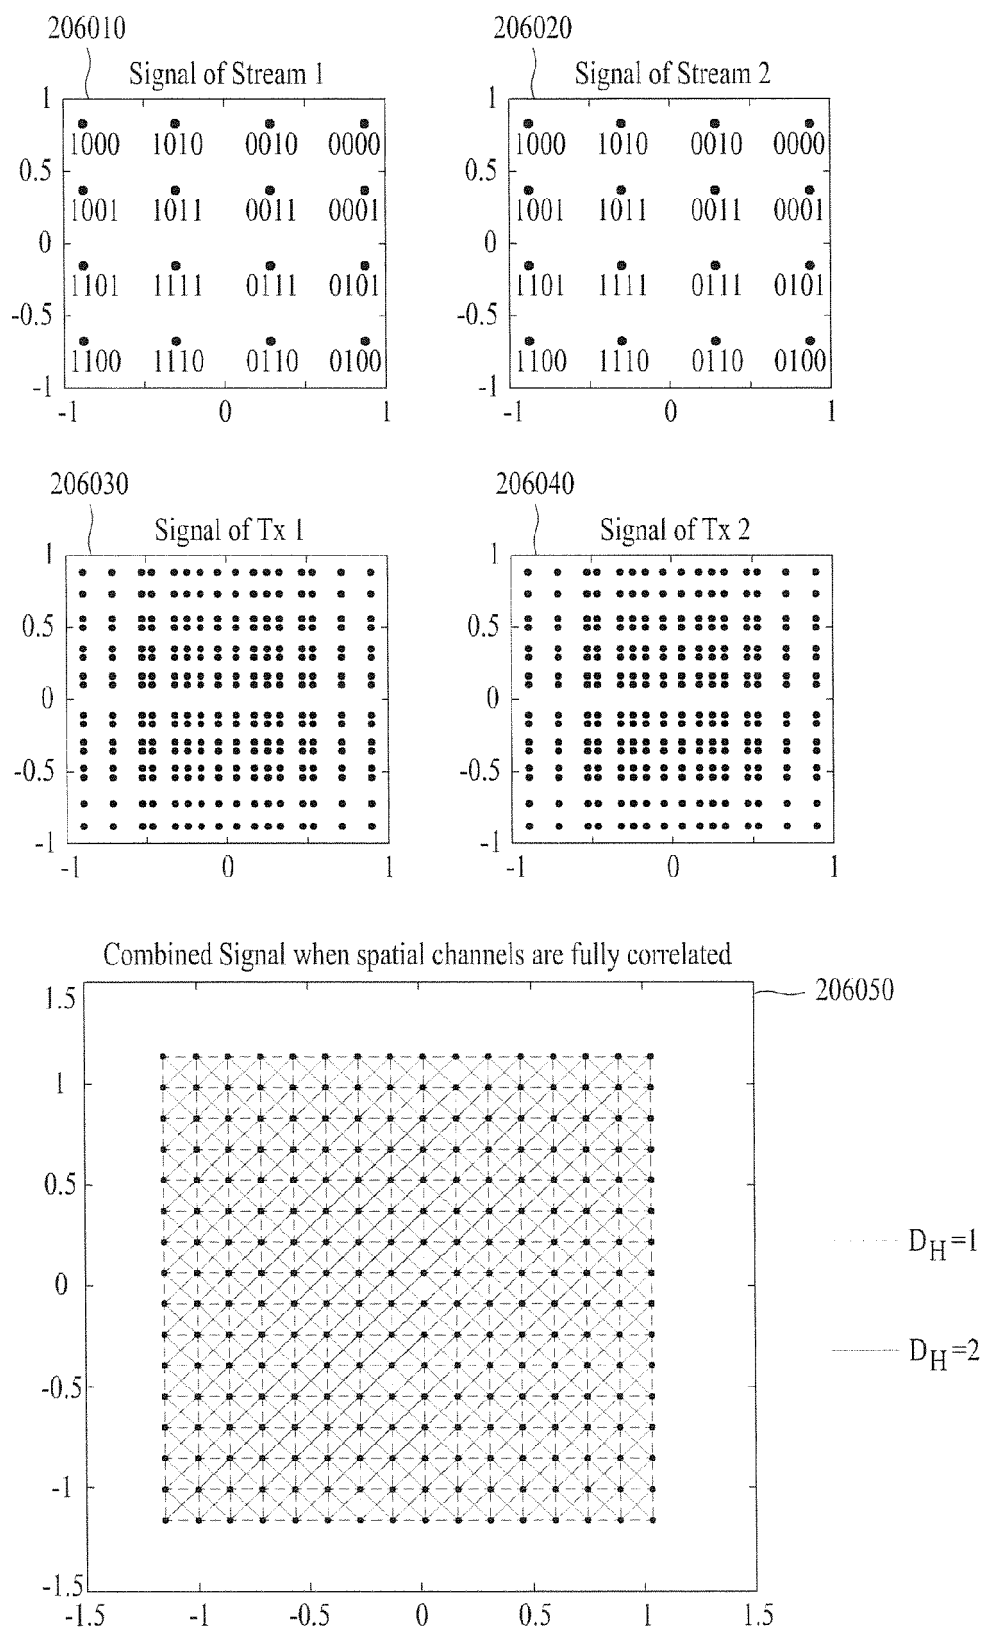 206010
206020
Signal of Stream 1
Signal of Stream 2
1
0.5
0
-0.5
-1
1000 1010 0010 0000
1001 1011 0011 0001
1101 1111 0111 0101
1100 1110 0110 0100
-1 0 1
1
0.5
0
-0.5
-1
1000 1010 0010 0000
1001 1011 0011 0001
1101 1111 0111 0101
1100 1110 0110 0100
-1 0 1
206030
206040
Signal of Tx 1
Signal of Tx 2
1
0.5
0
-0.5
-1
-1 0 1
1
0.5
0
-0.5
-1
-1 0 1
Combined Signal when spatial channels are fully correlated
206050
1.5
1
0.5
0
-0.5
-1
-1.5
-1.5 -1 -0.5 0 0.5 1 1.5
DH=1
DH=2